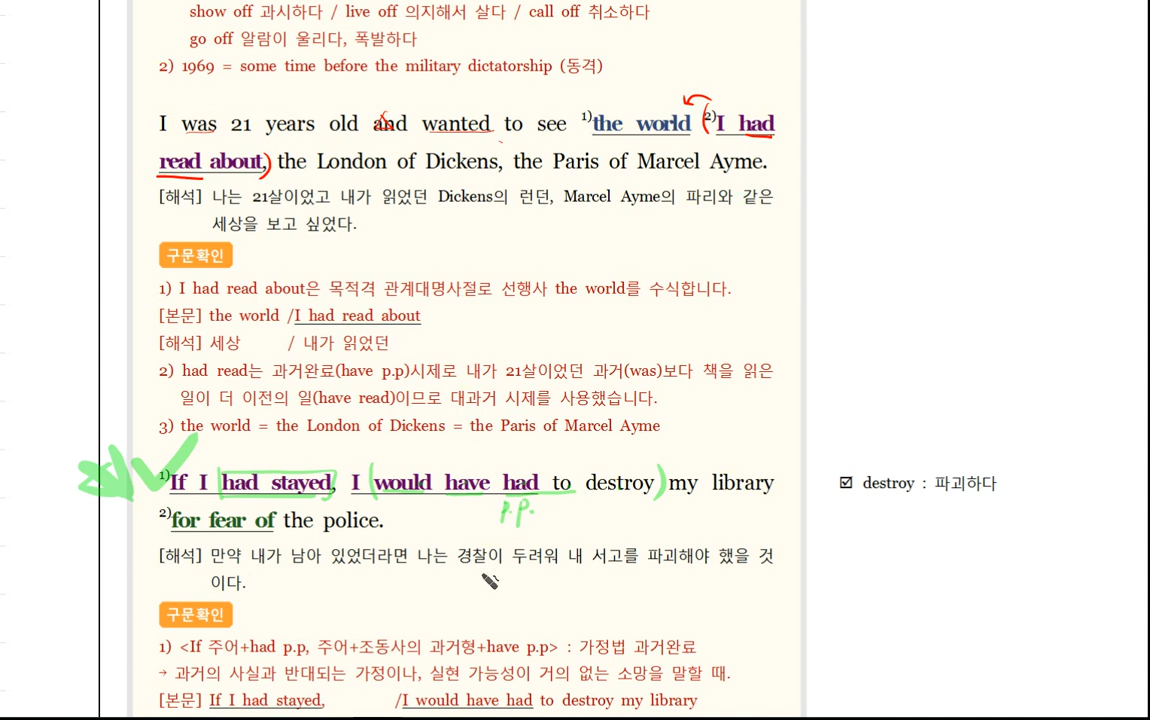 show off 과시하다 / live off 의지해서 살다 / call off 취소하다
go off 알람이 울리다, 폭발하다
2) 1969 = some time before the military dictatorship (동격)
I was 21 years old and wanted to see 1)the world 2)I had
read about, the London of Dickens, the Paris of Marcel Ayme.
[해석] 나는 21살이었고 내가 읽었던 Dickens의 런던, Marcel Ayme의 파리와 같은
세상을 보고 싶었다.
구문확인
1) I had read about은 목적격 관계대명사절로 선행사 the world를 수식합니다.
[본문] the world /I had read about
[해석] 세상 / 내가 읽었던
2) had read는 과거완료(have p.p)시제로 내가 21살이었던 과거(was)보다 책을 읽은
일이 더 이전의 일(have read)이므로 대과거 시제를 사용했습니다.
3) the world = the London of Dickens = the Paris of Marcel Ayme
1)If I had stayed, I would have had to destroy my library
☑ destroy : 파괴하다
p.p.
2)for fear of the police.
[해석] 만약 내가 남아 있었더라면 나는 경찰이 두려워 내 서고를 파괴해야 했을 것
이다.
구문확인
1) <If 주어+had p.p, 주어+조동사의 과거형+have p.p> : 가정법 과거완료
→ 과거의 사실과 반대되는 가정이나, 실현 가능성이 거의 없는 소망을 말할 때.
[본문] If I had stayed, /I would have had to destroy my library